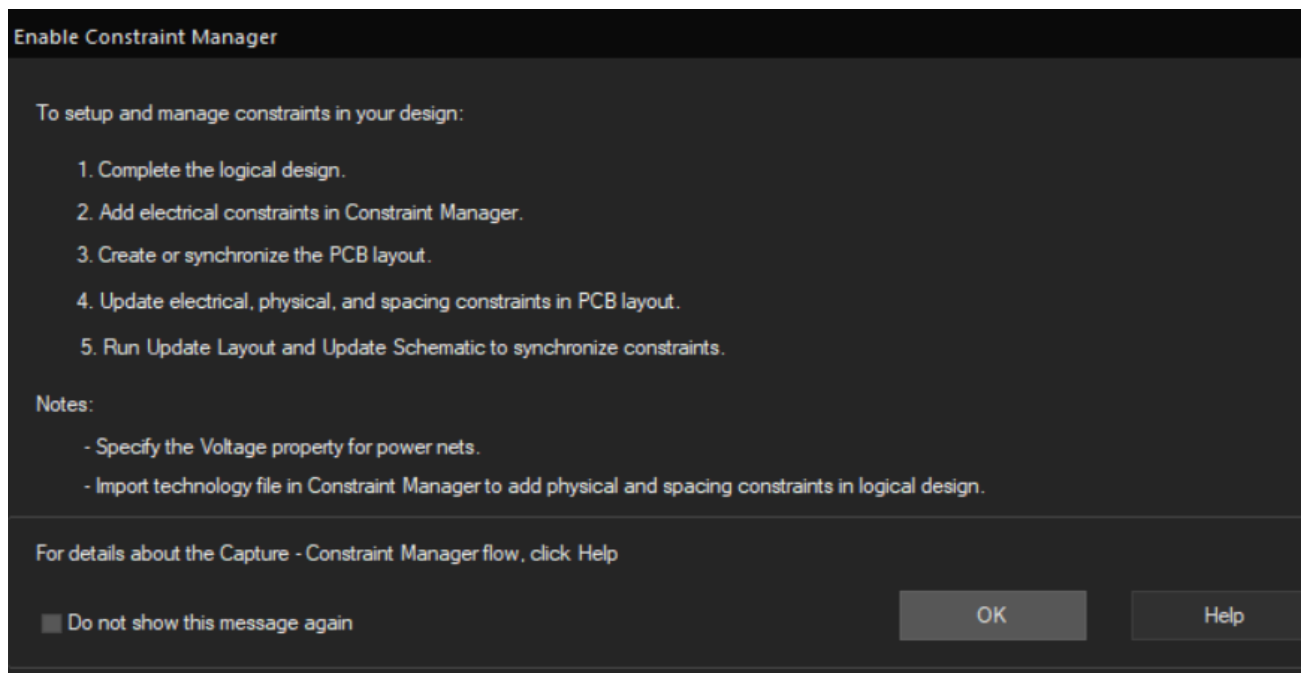 Enable Constraint Manager
To setup and manage constraints in your design:
1. Complete the logical design.
2. Add electrical constraints in Constraint Manager.
3. Create or synchronize the PCB layout.
4. Update electrical, physical, and spacing constraints in PCB layout.
5. Run Update Layout and Update Schematic to synchronize constraints.
Notes:
- Specify the Voltage property for power nets.
- Import technology file in Constraint Manager to add physical and spacing constraints in logical design.
For details about the Capture - Constraint Manager flow, click Help
Do not show this message again
OK
Help